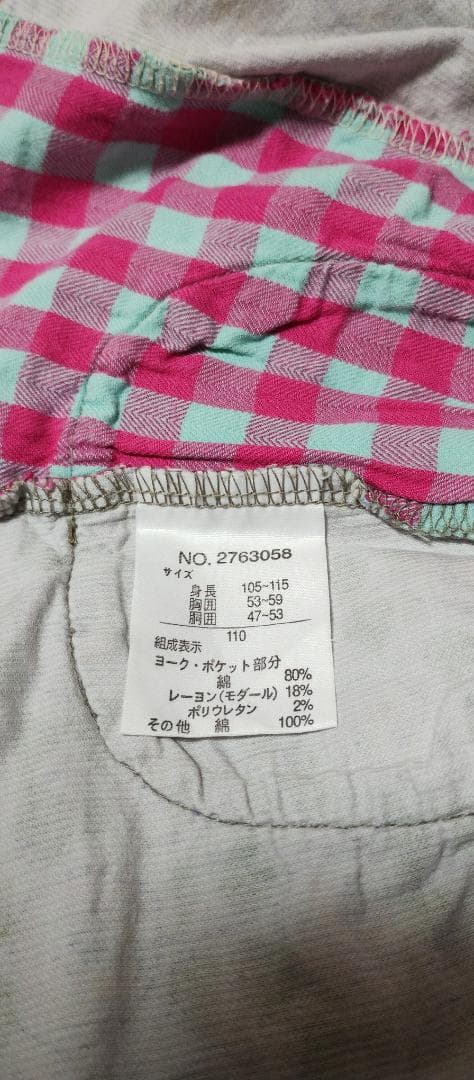 NO. 2763058
サイズ
身長 105~115
胸囲 53~59
胴囲 47~53
110
組成表示
ヨーク・ポケット部分
綿 80%
レーヨン(モダール) 18%
ポリウレタン 2%
その他 綿 100%